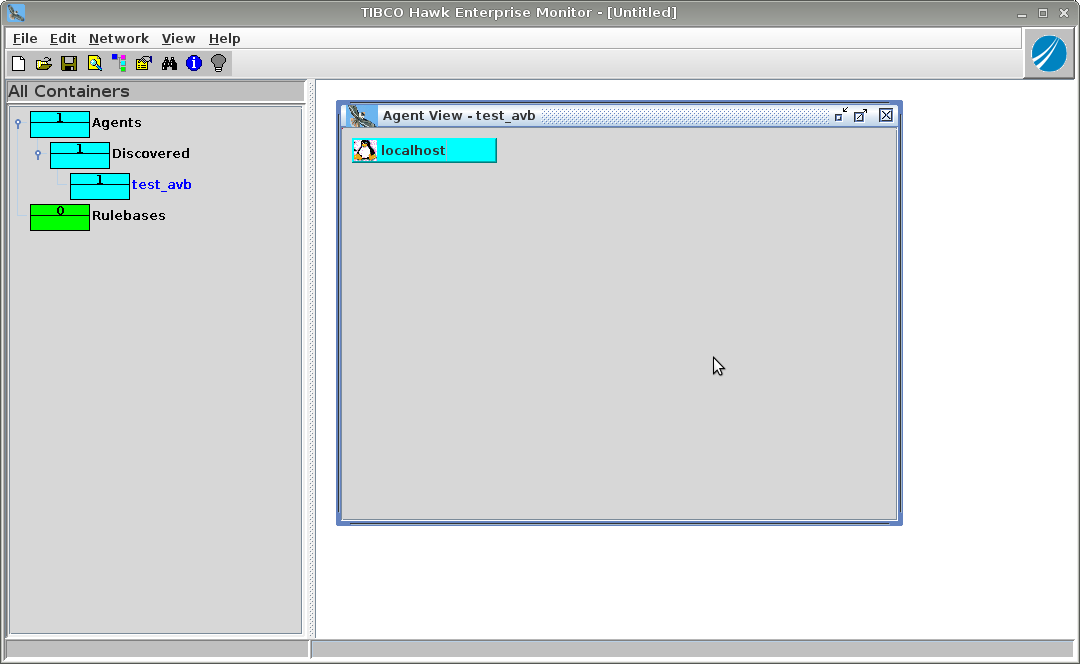 TIBCO Hawk Enterprise Monitor - [Untitled]
File Edit Network View Help
All Containers
1 Agents
1 Discovered
1 test_avb
0 Rulebases
Agent View - test_avb
localhost